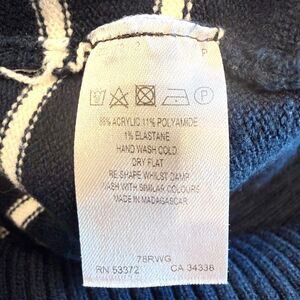 P
88% ACRYLIC 11% POLYAMIDE
1% ELASTANE
HAND WASH COLD
DRY FLAT
RE SHAPE WHILST DAMP
WASH WITH SIMILAR COLOURS
MADE IN MADAGASCAR
78RWG
RN 53372 CA 34338